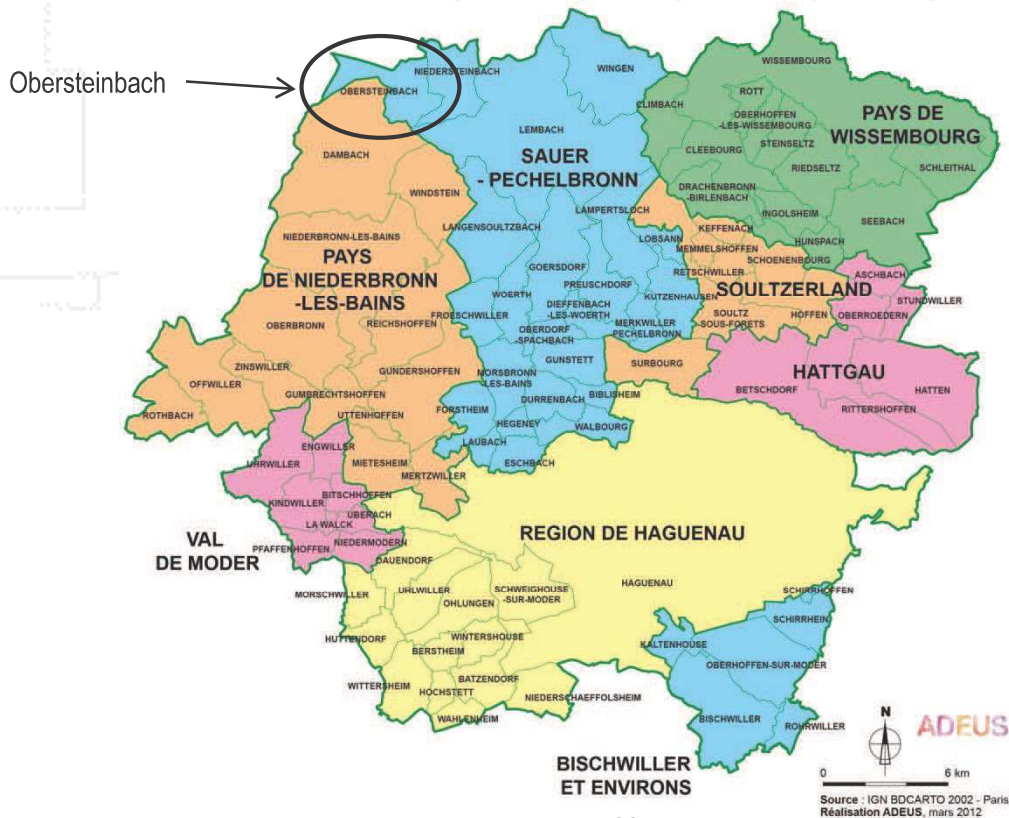 Obersteinbach
WISSEMBOURG
NIEDERSTEINBACH
WINGEN
OBERSTEINBACH
ROTT
CLIMBACH
OBERHOFFEN
-LES-WISSEMBOURG
PAYS DE
WISSEMBOURG
LEMBACH
STEINSELTZ
CLEEBOURG
SAUER
- PECHELBRONN
DAMBACH
RIEDSELTZ
SCHLEITHAL
WINDSTEIN
DRACHENBRONN
-BIRLENBACH
LAMPERTSLOCH
INGOLSHEIM
SEEBACH
LANGENSOULTZBACH
KEFFENACH
NIEDERBRONN-LES-BAINS
LOBSANN
MEMMELSHOFFEN
HUNSPACH
SCHOENENBOURG
PAYS
DE NIEDERBRONN
-LES-BAINS
GOERSDORF
RETSCHWILLER
ASCHBACH
PREUSCHDORF
SOULTZERLAND
WOERTH
KUTZENHAUSEN
STUNDWILLER
DIEFFENBACH
-LES-WOERTH
OBERBRONN
REICHSHOFFEN
FROESCHWILLER
SOULTZ
SOUS-FORETS
HOFFEN
OBERROEDERN
OBERDORF
-SPACHBACH
MERKWILLER
-PECHELBRONN
GUNSTETT
SURBOURG
ZINSWILLER
GUNDERSHOFFEN
MORSBRONN
-LES-BAINS
HATTGAU
OFFWILLER
BETSCHDORF
HATTEN
GUMBRECHTSHOFFEN
BIBLISHEIM
DURRENBACH
ROTHBACH
UTTENHOFFEN
FORSTHEIM
RITTERSHOFFEN
HEGENEY
WALBOURG
ENGWILLER
LAUBACH
UHRWILLER
MIETESHEIM
ESCHBACH
MERTZWILLER
BITSCHHOFFEN
KINDWILLER
UBERACH
LA WALCK
VAL
DE MODER
REGION DE HAGUENAU
PFAFFENHOFFEN
NIEDERMODERN
DAUENDORF
MORSCHWILLER
UHLWILLER
SCHWEIGHOUSE
-SUR-MODER
HAGUENAU
SCHIRRHOFFEN
OHLUNGEN
SCHIRRHEIN
HUTTENDORF
WINTERSHOUSE
KALTENHOUSE
BERSTHEIM
OBERHOFFEN-SUR-MODER
BATZENDORF
WITTERSHEIM
HOCHSTETT
NIEDERSCHAEFFOLSHEIM
WAHLENHEIM
BISCHWILLER
ROHRWILLER
BISCHWILLER
ET ENVIRONS
N
ADEUS
0 6 km
Source : IGN BDCARTO 2002 - Paris
Réalisation ADEUS, mars 2012